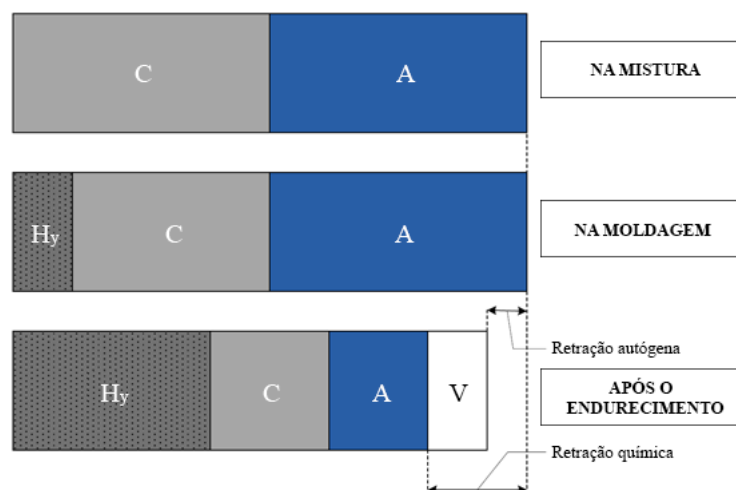 C A NA MISTURA
Hy C A NA MOLDAGEM
Retração autógena
Hy C A V APÓS O
ENDURECIMENTO
Retração química